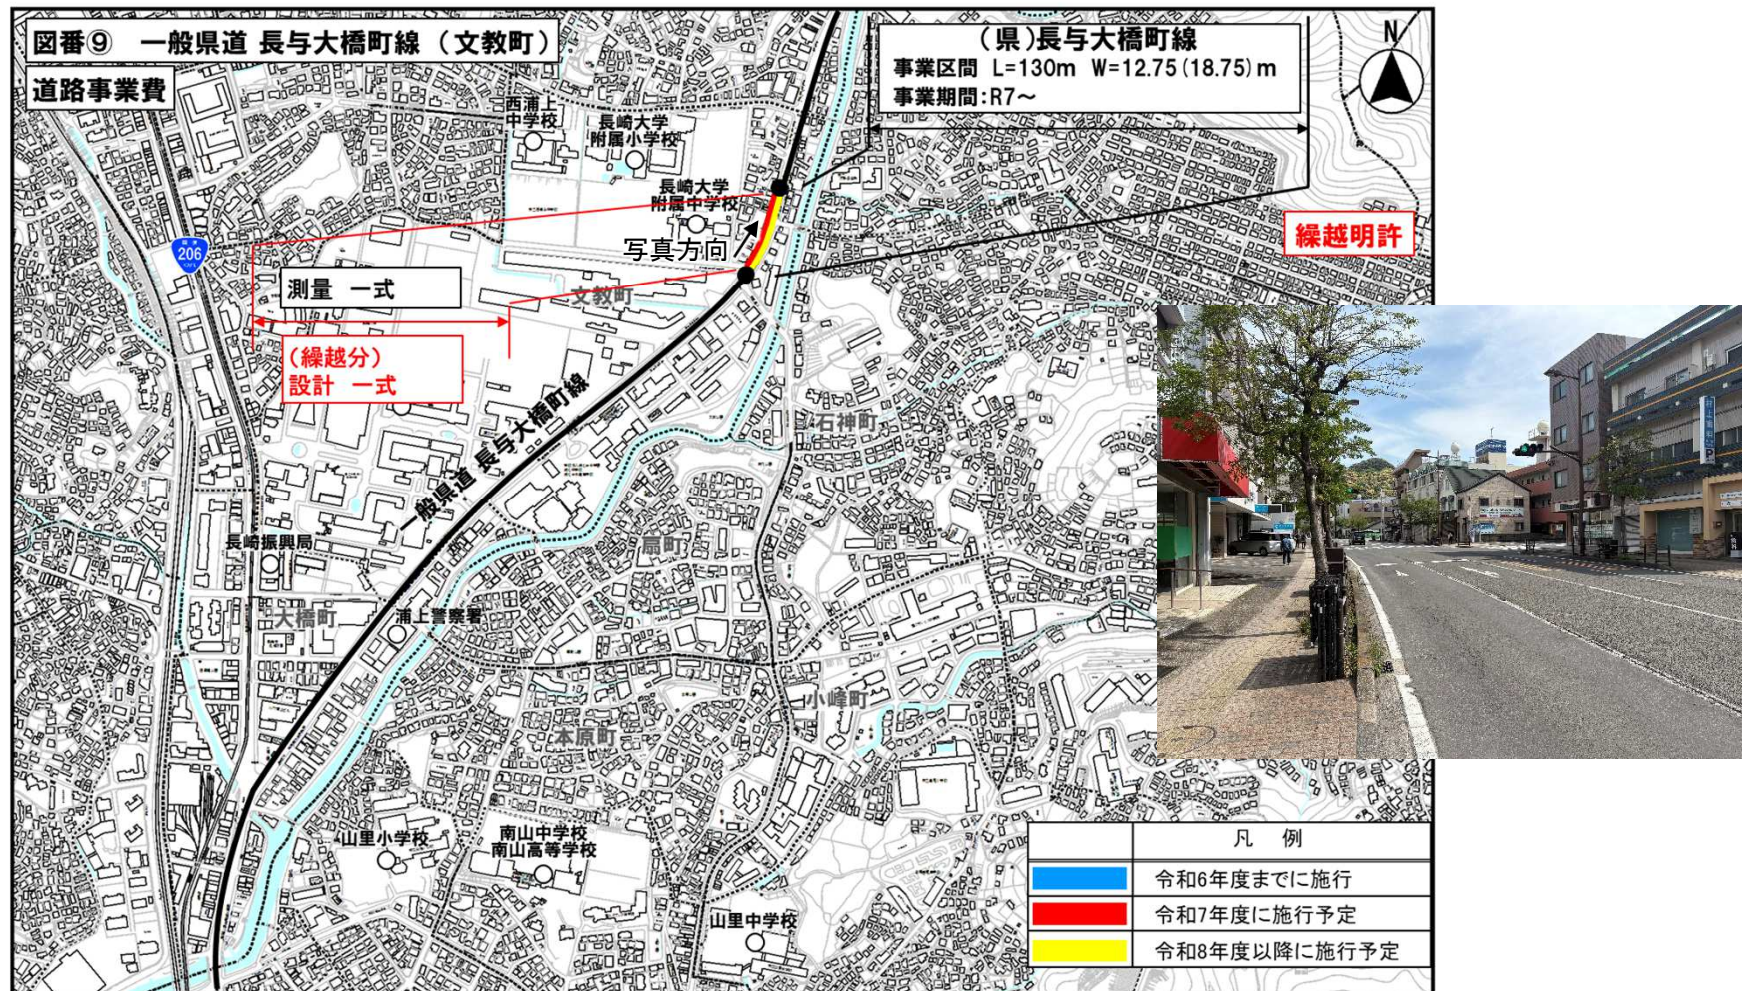 図番⑨　一般県道 長与大橋町線 （文教町）
道路事業費
（県）長与大橋町線
事業区間 L=130m W=12.75(18.75)m
事業期間:R7～
N
西浦上
中学校
長崎大学
附属小学校
長崎大学
附属中学校
写真方向
繰越明許
206
測量 一式
文教町
（繰越分）
設計 一式
一般県道 長与大橋町線
石神町
長崎振興局
扇町
大橋町
浦上警察署
小峰町
本原町
山里小学校
南山中学校
南山高等学校
山里中学校
凡　例
令和6年度までに施行
令和7年度に施行予定
令和8年度以降に施行予定
P